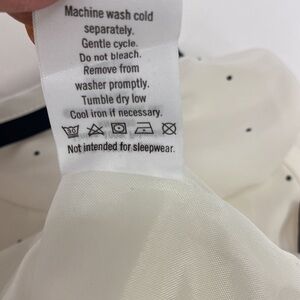 Machine wash cold
separately.
Gentle cycle.
Do not bleach.
Remove from
washer promptly.
Tumble dry low
Cool iron if necessary.
Not intended for sleepwear.